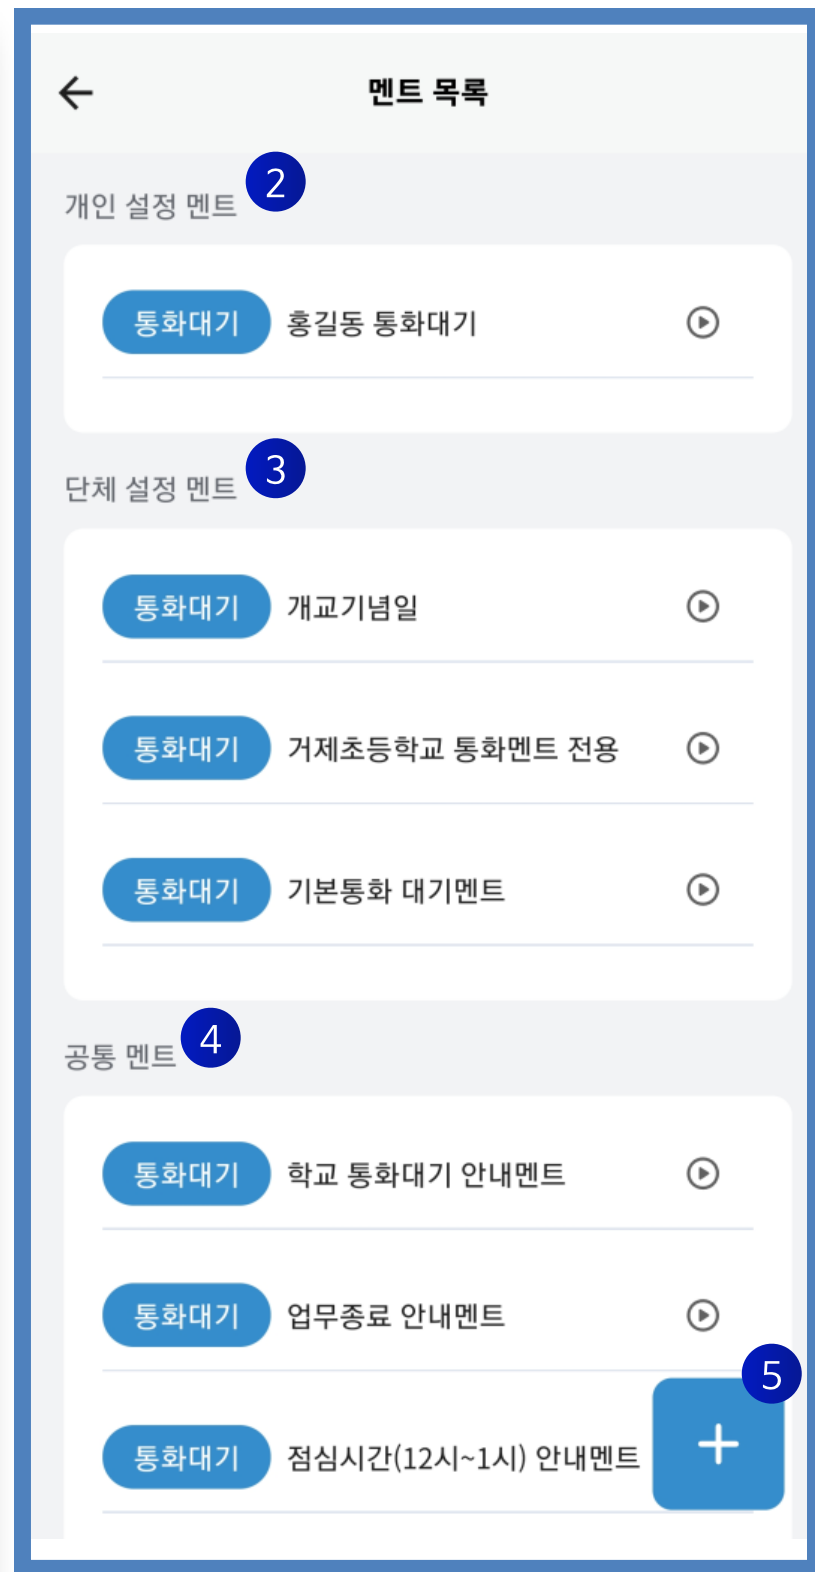 멘트 목록
개인 설정 멘트 2
통화대기 홍길동 통화대기
단체 설정 멘트 3
통화대기 개교기념일
통화대기 거제초등학교 통화멘트 전용
통화대기 기본통화 대기멘트
공통 멘트 4
통화대기 학교 통화대기 안내멘트
통화대기 업무종료 안내멘트
5
통화대기 점심시간(12시~1시) 안내멘트